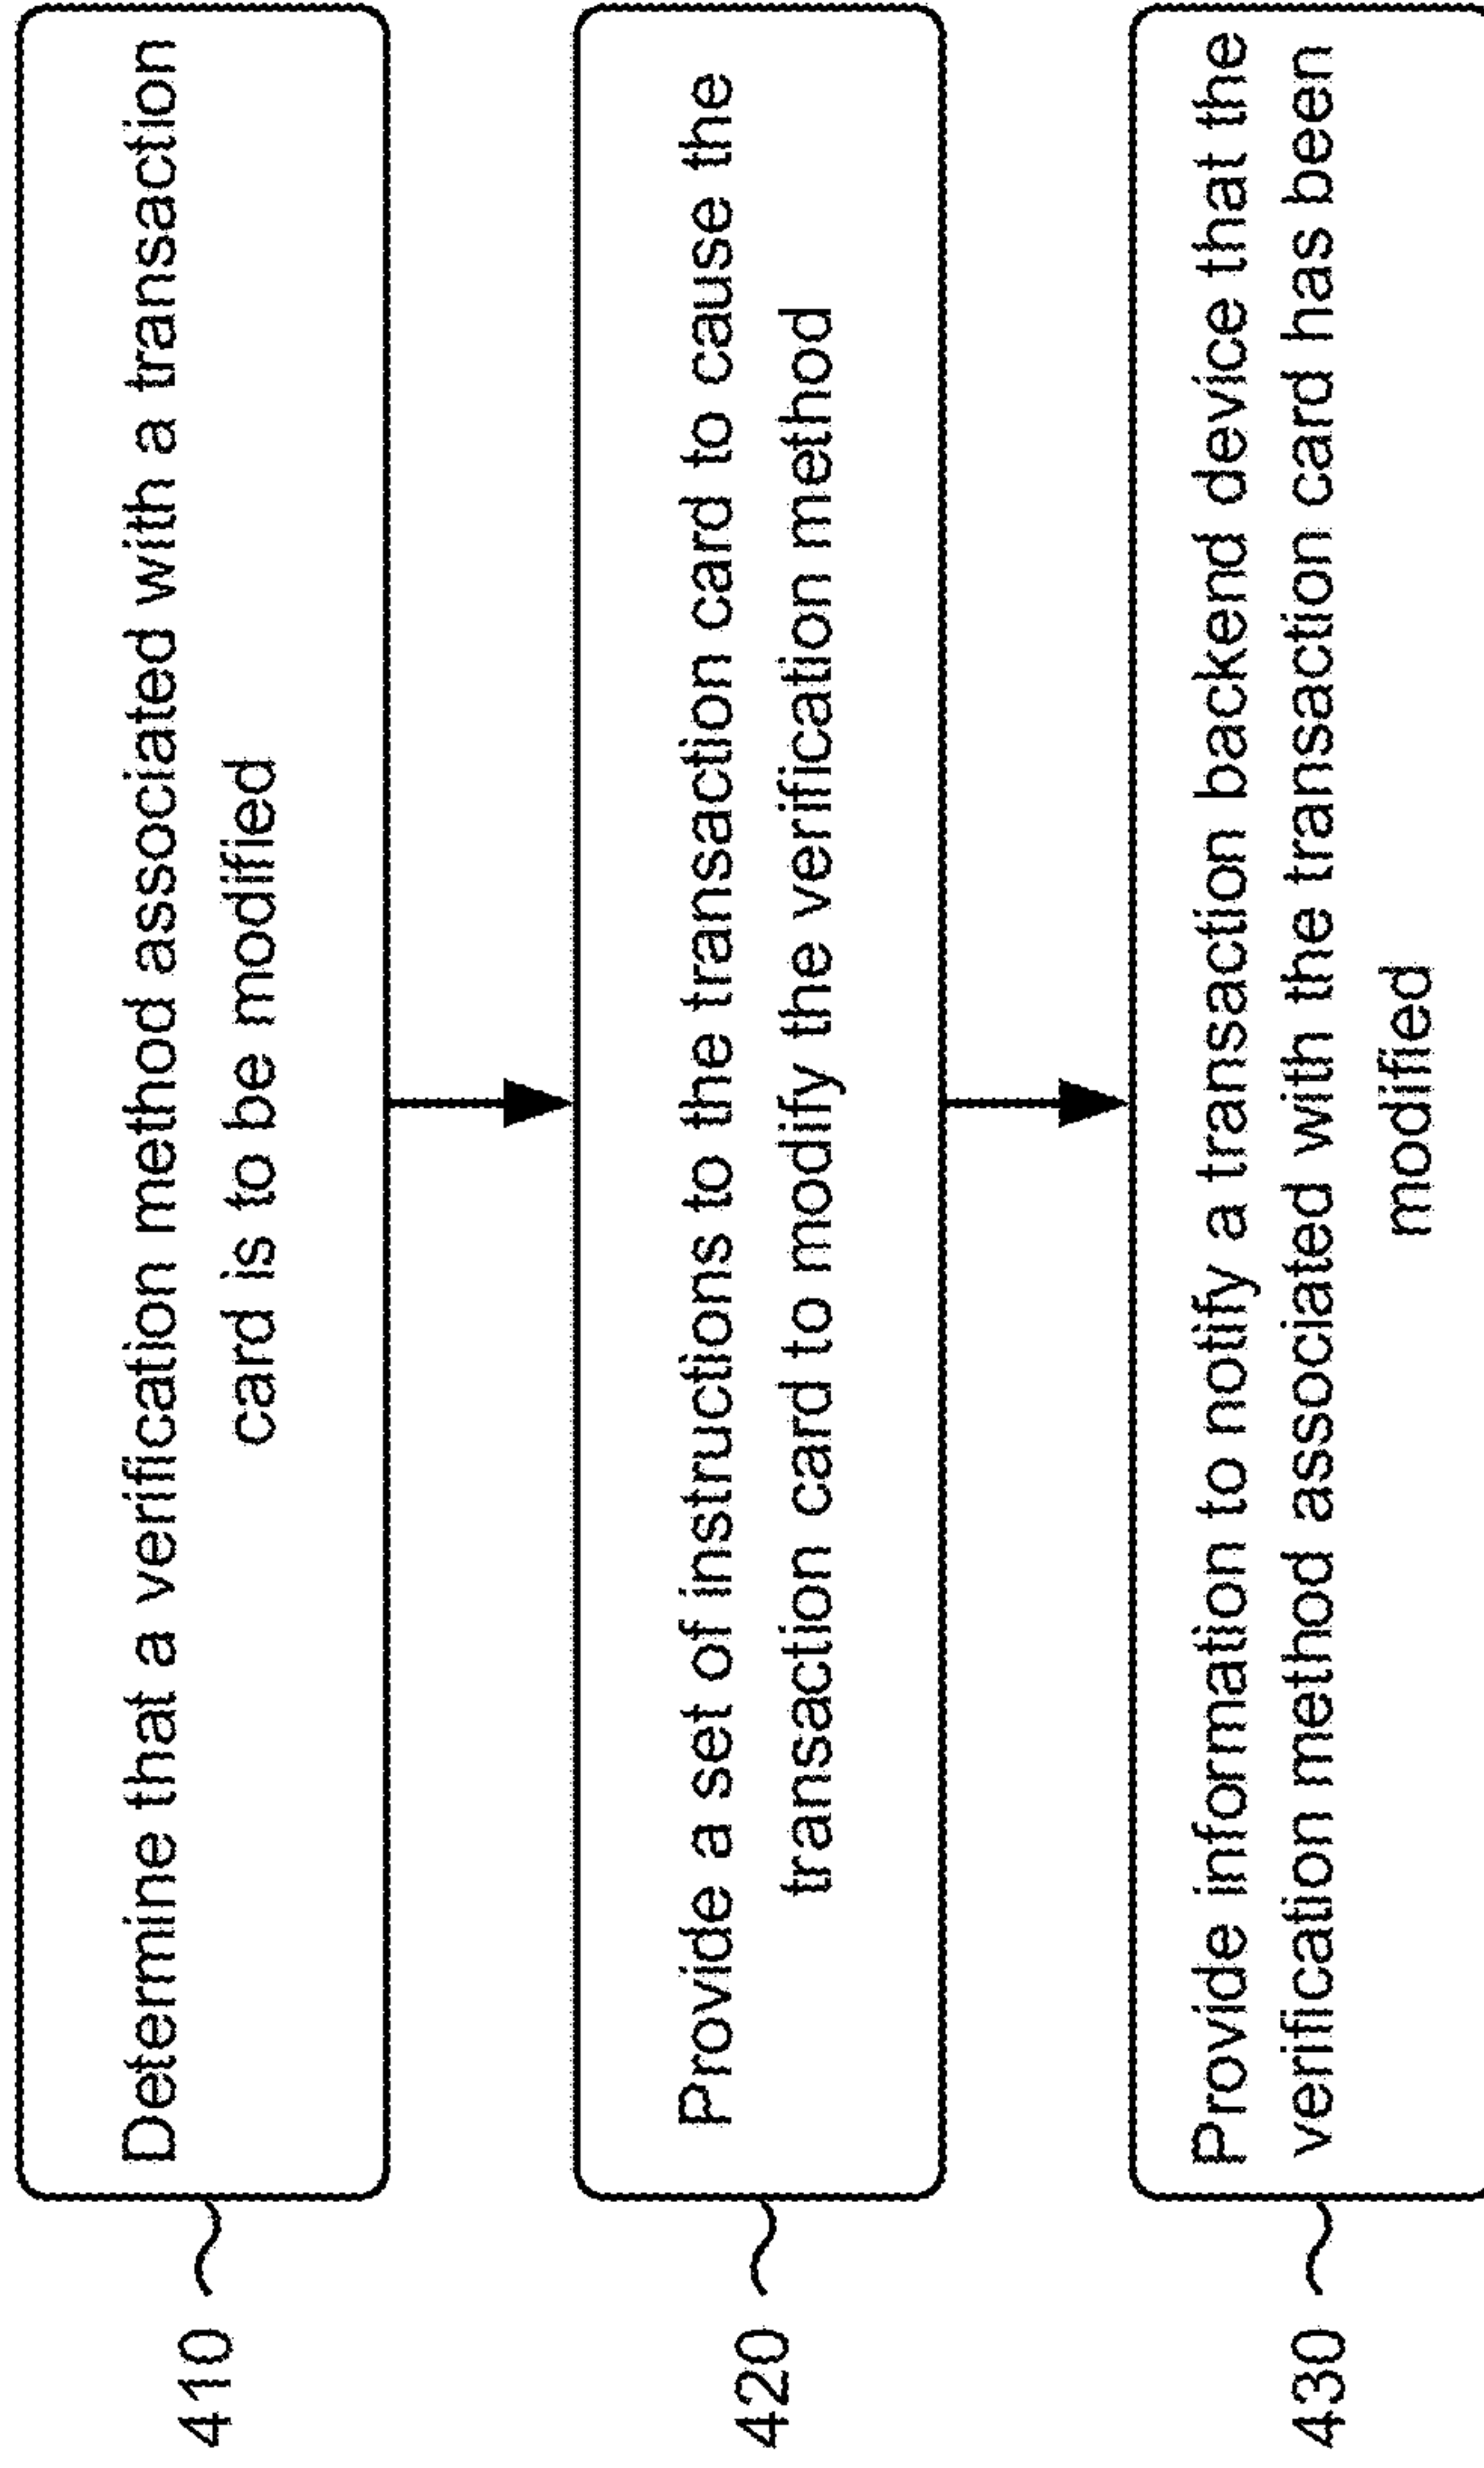 410
Determine that a verification method associated with a transaction
card is to be modified
420
Provide a set of instructions to the transaction card to cause the
transaction card to modify the verification method
430
Provide information to notify a transaction backend device that the
verification method associated with the transaction card has been
modified